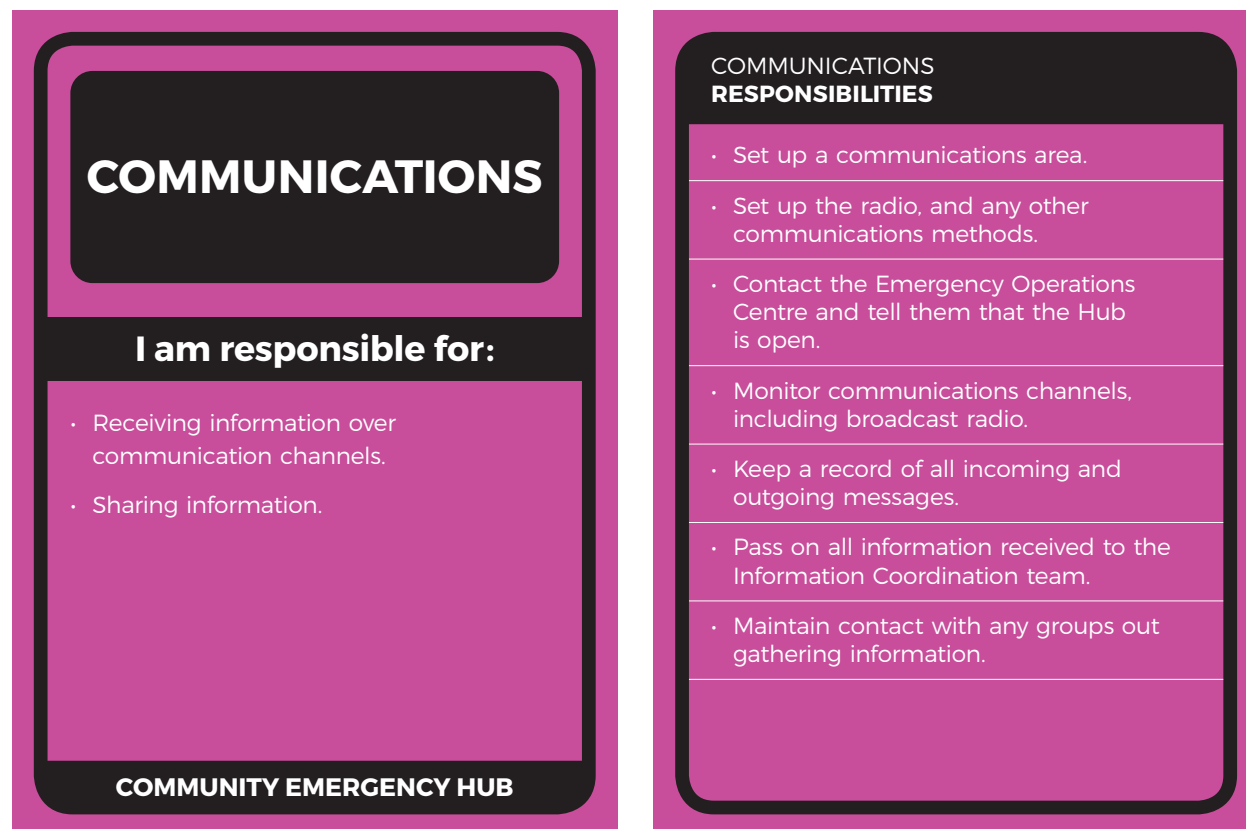 COMMUNICATIONS
I am responsible for:
• Receiving information over
communication channels.
• Sharing information.
COMMUNITY EMERGENCY HUB
COMMUNICATIONS
RESPONSIBILITIES
• Set up a communications area.
• Set up the radio, and any other
communications methods.
• Contact the Emergency Operations
Centre and tell them that the Hub
is open.
• Monitor communications channels,
including broadcast radio.
• Keep a record of all incoming and
outgoing messages.
• Pass on all information received to the
Information Coordination team.
• Maintain contact with any groups out
gathering information.